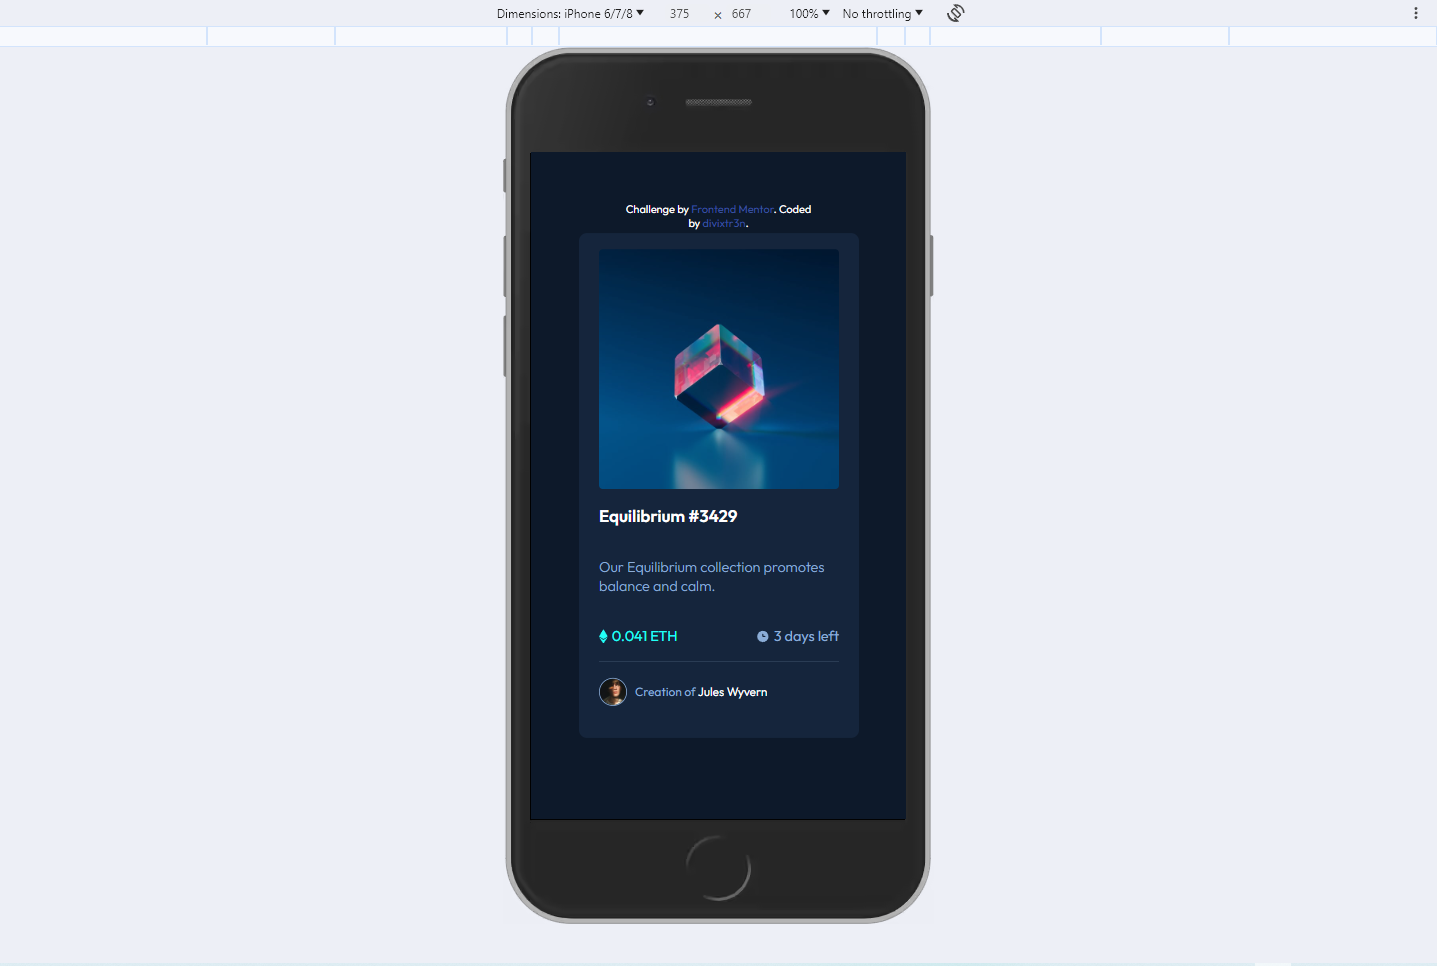 Dimensions: iPhone 6/7/8 ▼ 375 × 667 100% ▼ No throttling ▼
Challenge by Frontend Mentor. Coded
by divixtr3n.
Equilibrium #3429
Our Equilibrium collection promotes
balance and calm.
0.041 ETH 3 days left
Creation of Jules Wyvern